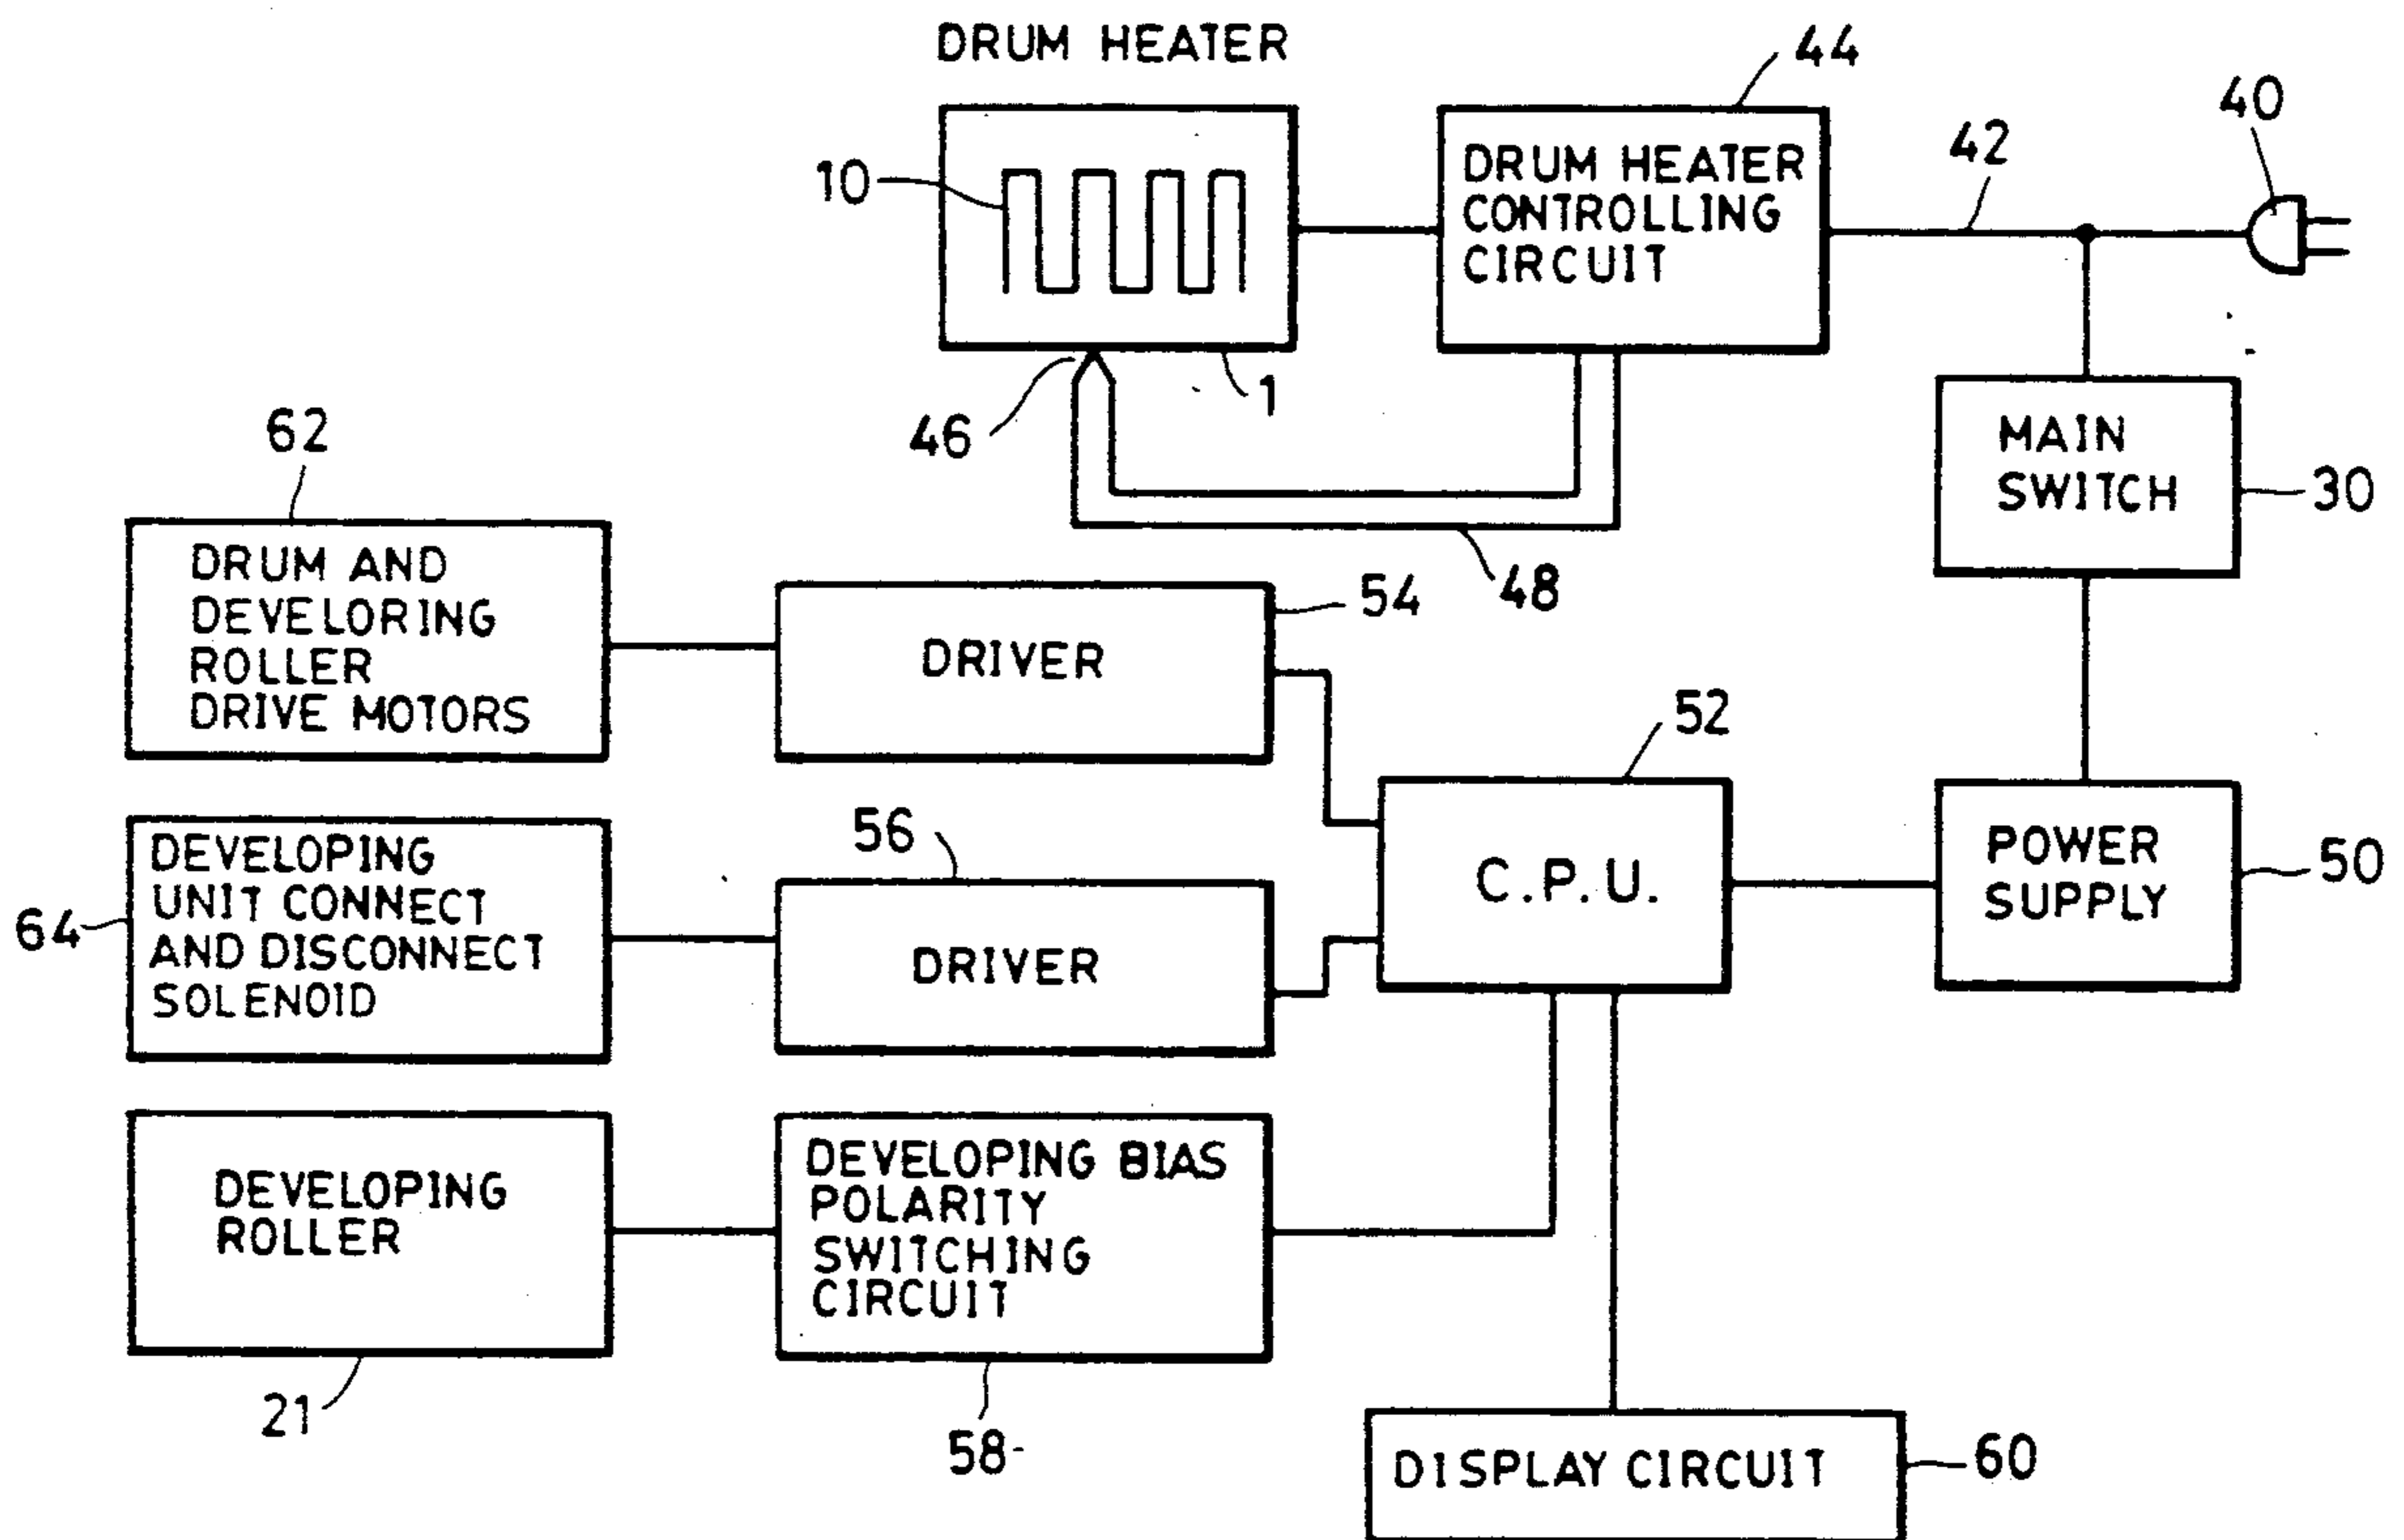 DRUM HEATER
44
40
10
DRUM HEATER
CONTROLLING
CIRCUIT
42
46
1
48
MAIN
SWITCH
30
62
DRUM AND
DEVELORING
ROLLER
DRIVE MOTORS
DRIVER
54
52
C.P.U.
POWER
SUPPLY
50
64
DEVELOPING
UNIT CONNECT
AND DISCONNECT
SOLENOID
56
DRIVER
DEVELOPING
ROLLER
21
DEVELOPING BIAS
POLARITY
SWITCHING
CIRCUIT
58
DISPLAY CIRCUIT
60